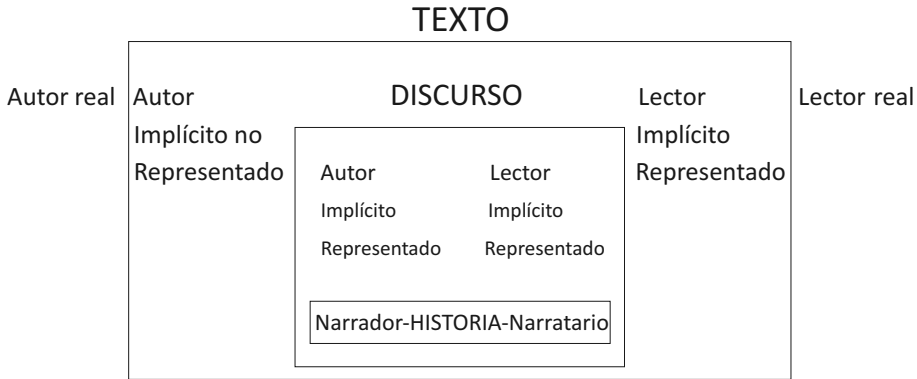 TEXTO
Autor real Autor DISCURSO Lector Lector real
Implícito no Implícito
Representado Autor Lector Representado
Implícito Implícito
Representado Representado
Narrador-HISTORIA-Narratario